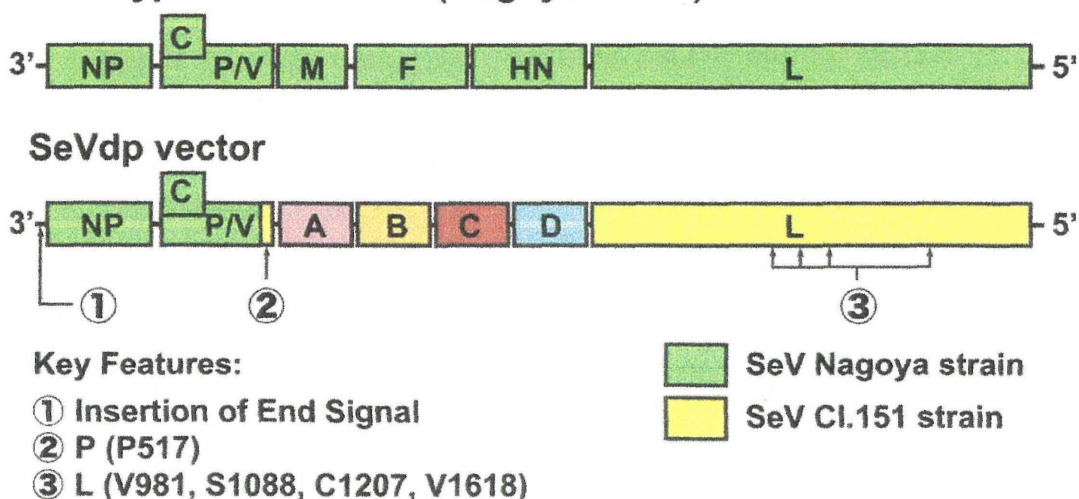 C
3' NP P/V M F HN L 5'
SeVdp vector
C
3' NP P/V A B C D L 5'
① ② ③
Key Features:
① Insertion of End Signal
② P (P517)
③ L (V981, S1088, C1207, V1618)
SeV Nagoya strain
SeV Cl.151 strain